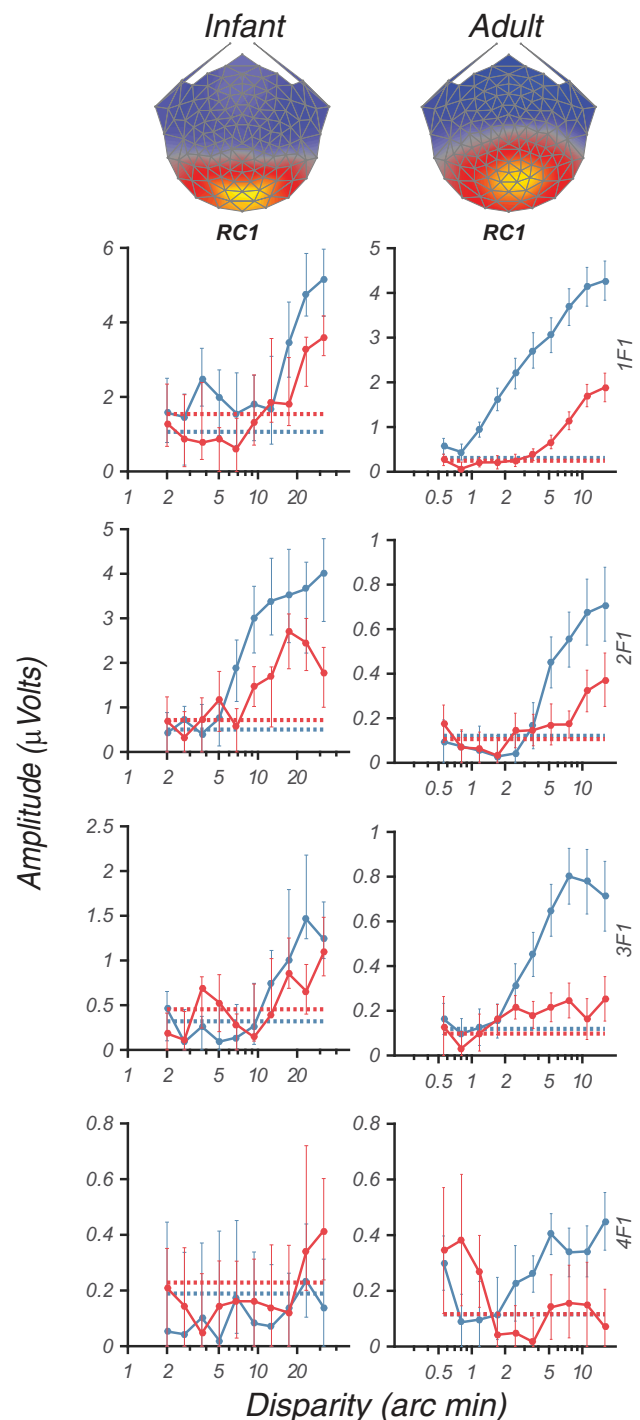 Infant Adult
RC1 RC1
6 5
4 4
3
2 2
1
0 0
1F1
1 2 5 10 20 0.5 1 2 5 10
5 1
4 0.8
3 0.6
2 0.4
1 0.2
0 0
2F1
1 2 5 10 20 0.5 1 2 5 10
Amplitude (μ Volts)
2.5 1
2 0.8
1.5 0.6
1 0.4
0.5 0.2
0 0
3F1
1 2 5 10 20 0.5 1 2 5 10
0.8 0.8
0.6 0.6
0.4 0.4
0.2 0.2
0 0
4F1
1 2 5 10 20 0.5 1 2 5 10
Disparity (arc min)